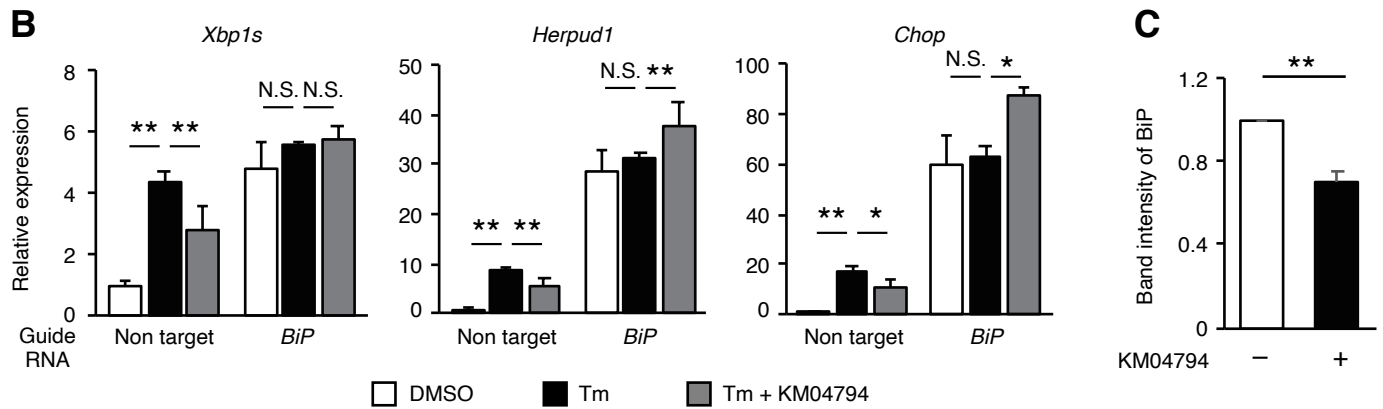 B
Xbp1s
Herpud1
Chop
C
Relative expression
8
6
4
2
0
** **
N.S. N.S.
50
40
30
20
10
0
** **
N.S. **
100
80
60
40
20
0
** *
N.S. *
Band intensity of BiP
1.2
0.8
0.4
0
**
Guide
RNA
Non target
BiP
Non target
BiP
Non target
BiP
KM04794 − +
DMSO
Tm
Tm + KM04794